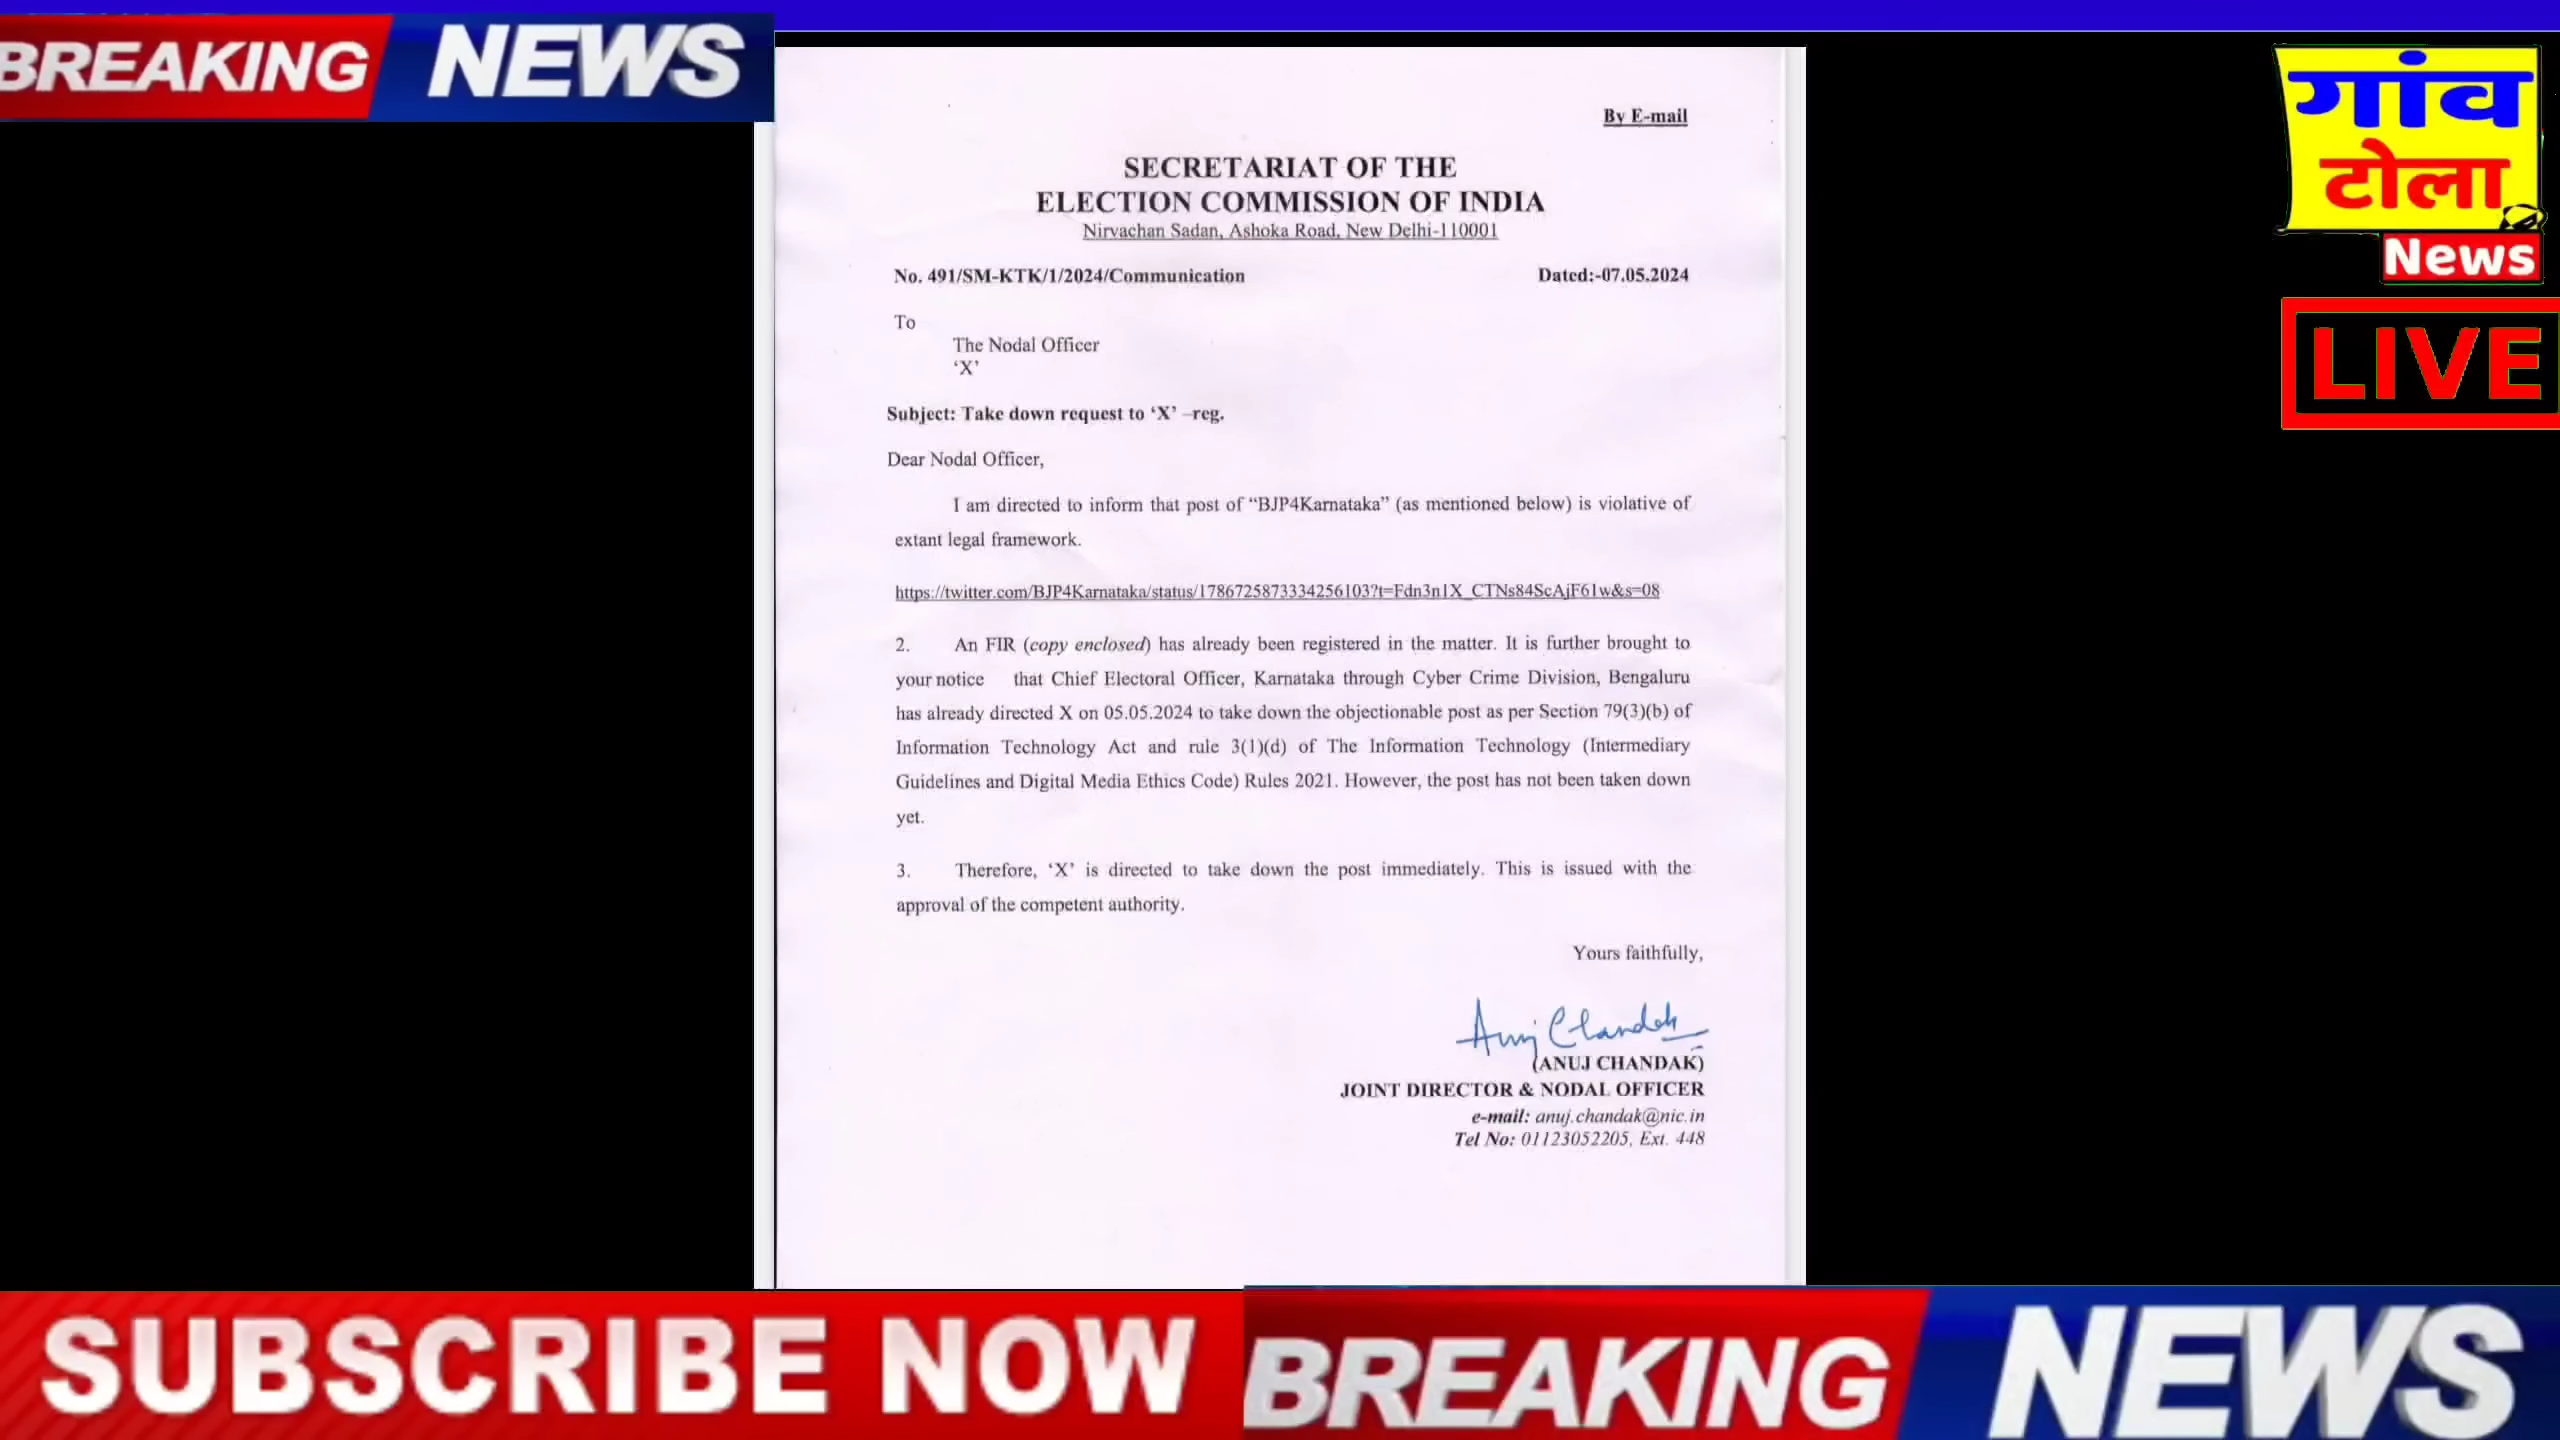 BREAKING NEWS
गांव
टोला
News
LIVE
By E-mail
SECRETARIAT OF THE
ELECTION COMMISSION OF INDIA
Nirvachan Sadan, Ashoka Road, New Delhi-110001
No. 491/SM-KTK/1/2024/Communication Dated:-07.05.2024
To
The Nodal Officer
‘X’
Subject: Take down request to ‘X’ –reg.
Dear Nodal Officer,
I am directed to inform that post of “BJP4Karnataka” (as mentioned below) is violative of
extant legal framework.
https://twitter.com/BJP4Karnataka/status/1786725873334256103?t=Fdn3n1X_CTNs84ScAjF61w&s=08
2. An FIR (copy enclosed) has already been registered in the matter. It is further brought to
your notice that Chief Electoral Officer, Karnataka through Cyber Crime Division, Bengaluru
has already directed X on 05.05.2024 to take down the objectionable post as per Section 79(3)(b) of
Information Technology Act and rule 3(1)(d) of The Information Technology (Intermediary
Guidelines and Digital Media Ethics Code) Rules 2021. However, the post has not been taken down
yet.
3. Therefore, ‘X’ is directed to take down the post immediately. This is issued with the
approval of the competent authority.
Yours faithfully,
Anuj Chandak
(ANUJ CHANDAK)
JOINT DIRECTOR & NODAL OFFICER
e-mail: anuj.chandak@nic.in
Tel No: 01123052205, Ext. 448
SUBSCRIBE NOW BREAKING NEWS